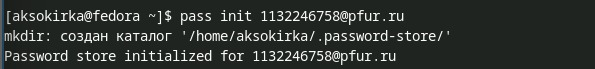 [aksokirka@fedora ~]$ pass init 1132246758@pfur.ru
mkdir: создан каталог '/home/aksokirka/.password-store/'
Password store initialized for 1132246758@pfur.ru